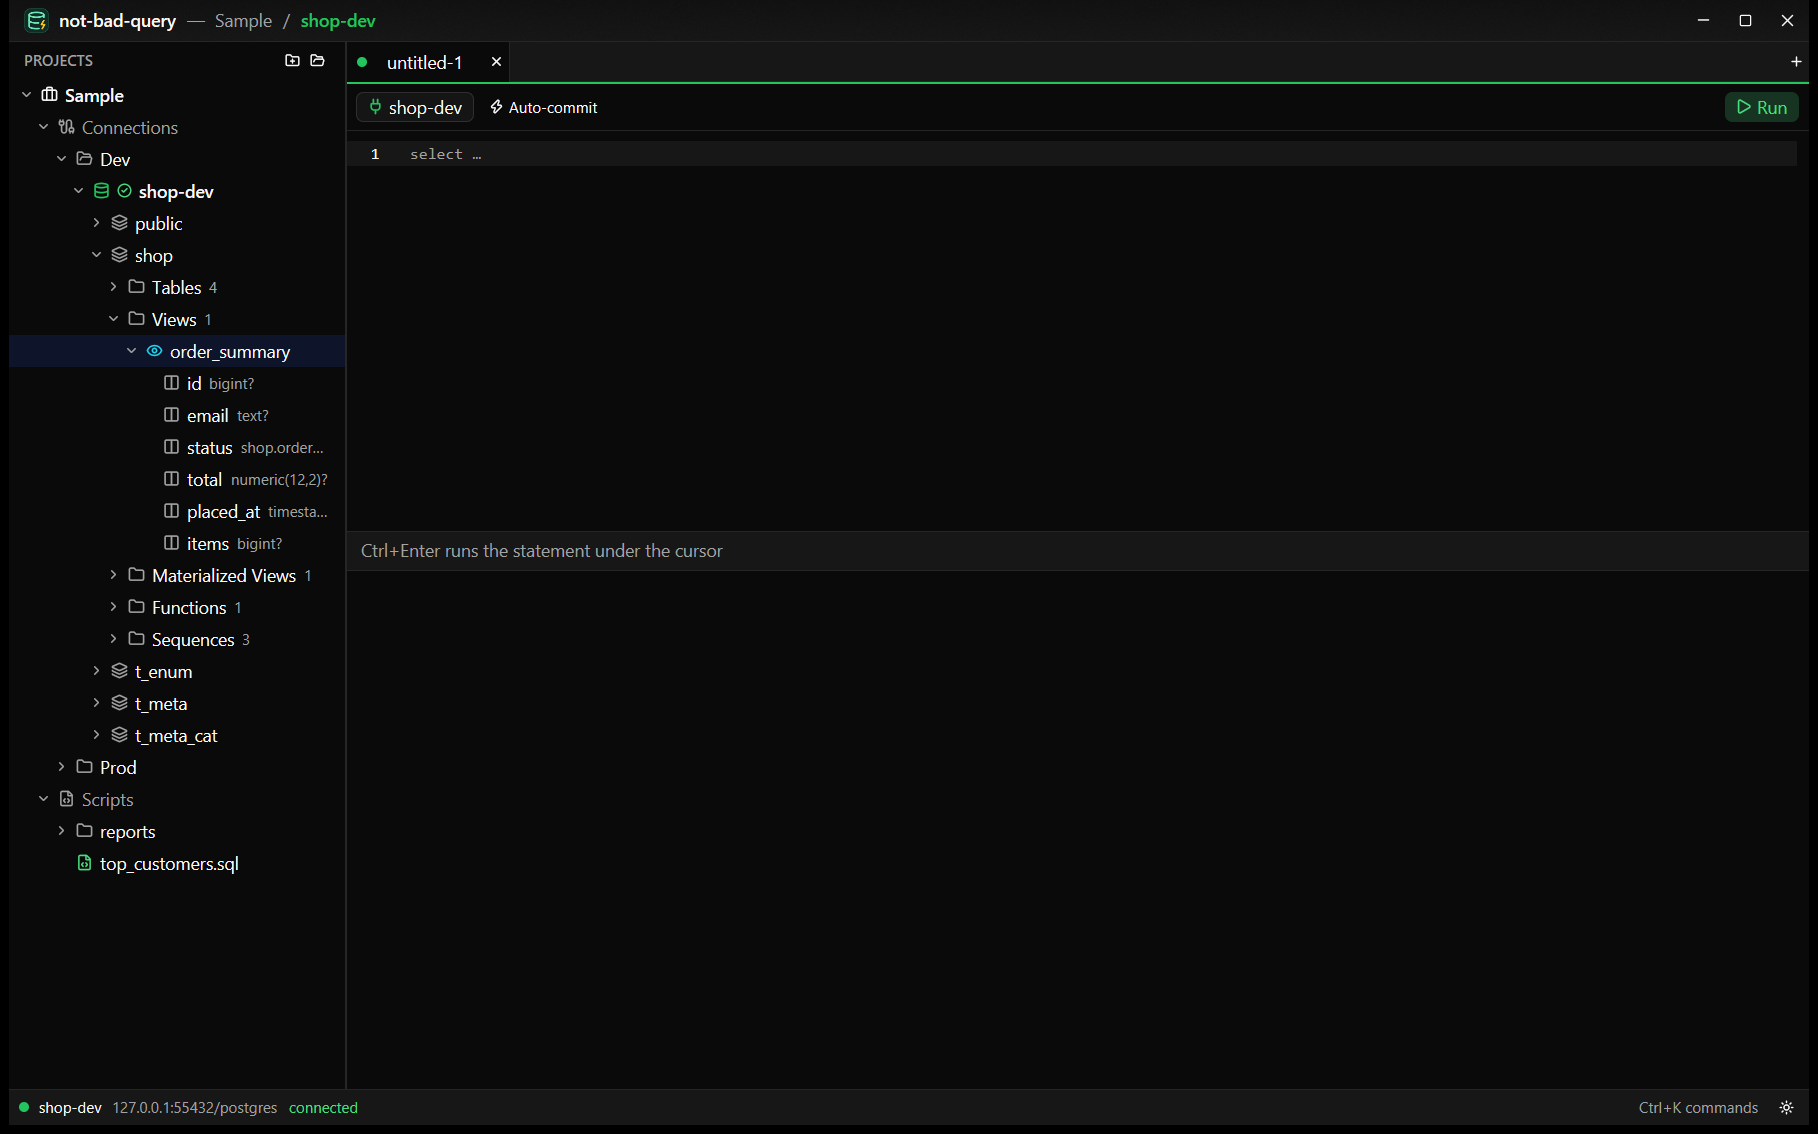 not-bad-query — Sample / shop-dev
PROJECTS
Sample
Connections
Dev
shop-dev
public
shop
Tables 4
Views 1
order_summary
id bigint?
email text?
status shop.order...
total numeric(12,2)?
placed_at timesta...
items bigint?
Materialized Views 1
Functions 1
Sequences 3
t_enum
t_meta
t_meta_cat
Prod
Scripts
reports
top_customers.sql
untitled-1
shop-dev Auto-commit Run
1 select …
Ctrl+Enter runs the statement under the cursor
shop-dev 127.0.0.1:55432/postgres connected Ctrl+K commands